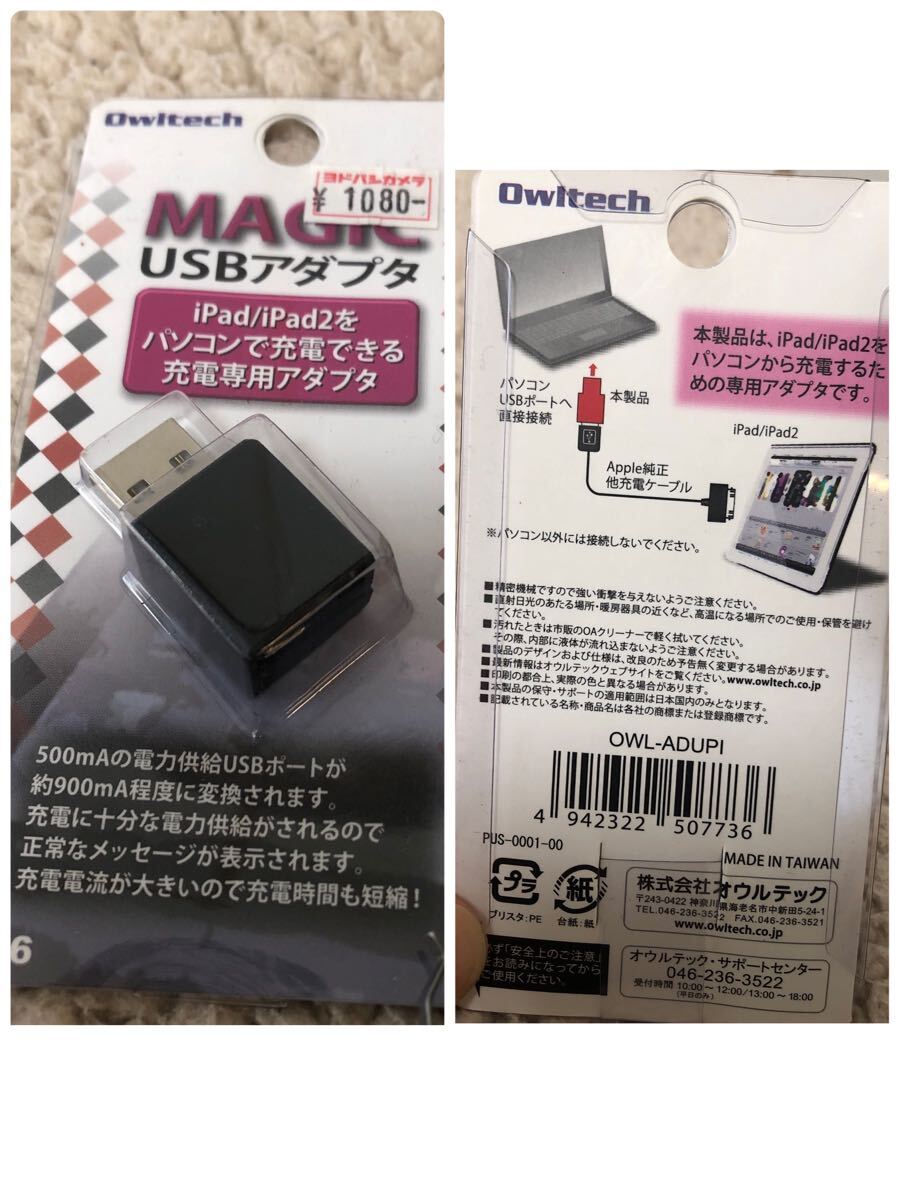 Owltech
ヨドバシカメラ
¥ 1080-
MAGIC
USBアダプタ
iPad/iPad2を
パソコンで充電できる
充電専用アダプタ
500mAの電力供給USBポートが
約900mA程度に変換されます。
充電に十分な電力供給がされるので
正常なメッセージが表示されます。
充電電流が大きいので充電時間も短縮！
6
Owltech
本製品は、iPad/iPad2を
パソコンから充電するた
めの専用アダプタです。
パソコン
USBポートへ
直接接続
本製品
iPad/iPad2
Apple純正
他充電ケーブル
※パソコン以外には接続しないでください。
■精密機械ですので強い衝撃を与えないようご注意ください。
■直射日光のあたる場所・暖房器具の近くなど、高温になる場所でのご使用・保管を避け
てください。
■汚れたときは市販のOAクリーナーで軽く拭いてください。
その際、内部に液体が流れ込まないようご注意ください。
■製品のデザインおよび仕様は、改良のため予告無く変更する場合があります。
■最新情報はオウルテックウェブサイトをご覧ください。www.owltech.co.jp
■印刷の都合上、実際の色と異なる場合があります。
■本製品の保守・サポートの適用範囲は日本国内のみとなります。
■記載されている名称・商品名は各社の商標または登録商標です。
OWL-ADUPI
4 942322 507736
PUS-0001-00
MADE IN TAIWAN
プラ
ブリスタ:PE
紙
台紙:紙
株式会社オウルテック
〒243-0422 神奈川県海老名市中新田5-24-1
TEL.046-236-3522 FAX.046-236-3521
www.owltech.co.jp
必ず「安全上のご注意」
をお読みになってから
ご使用ください。
オウルテック・サポートセンター
046-236-3522
受付時間 10:00～12:00/13:00～18:00
(平日のみ)